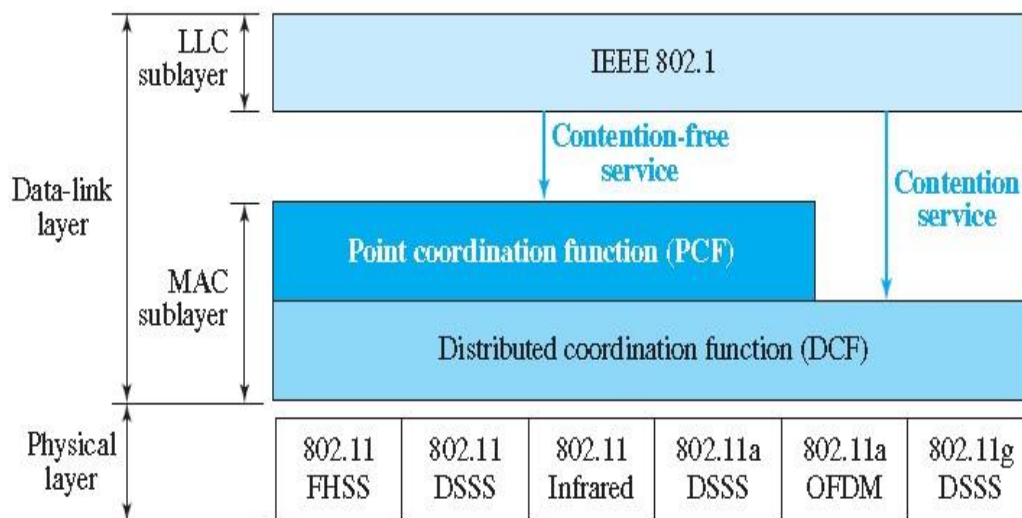 LLC
sublayer
IEEE 802.1
Contention-free
service
Contention
service
Data-link
layer
MAC
sublayer
Point coordination function (PCF)
Distributed coordination function (DCF)
Physical
layer
802.11
FHSS
802.11
DSSS
802.11
Infrared
802.11a
DSSS
802.11a
OFDM
802.11g
DSSS